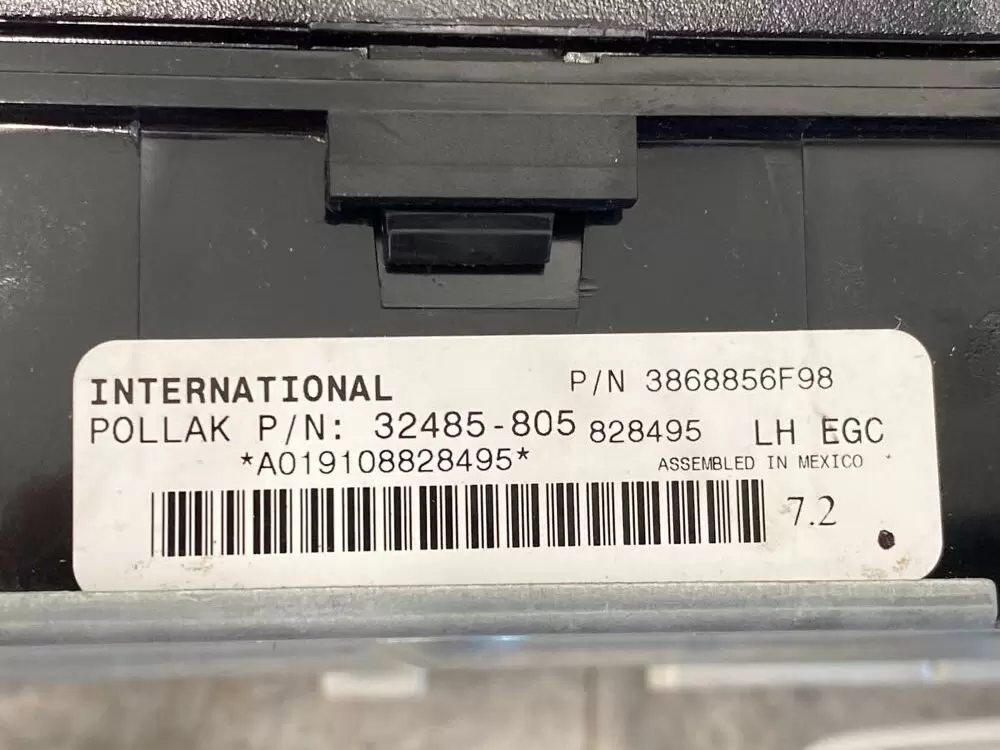 INTERNATIONAL P/N 3868856F98
POLLAK P/N: 32485-805 828495 LH EGC
*A019108828495* ASSEMBLED IN MEXICO
7.2